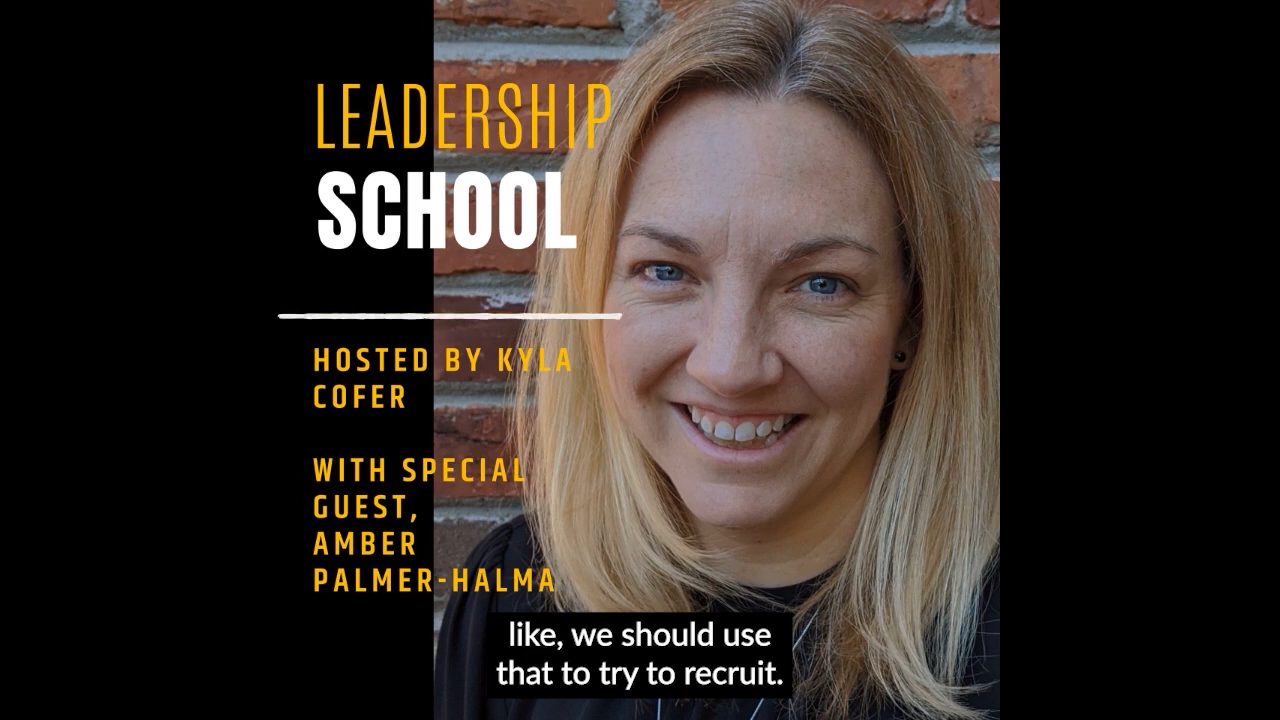 LEADERSHIP
SCHOOL
HOSTED BY KYLA
COFER
WITH SPECIAL
GUEST,
AMBER
PALMER-HALMA
like, we should use
that to try to recruit.